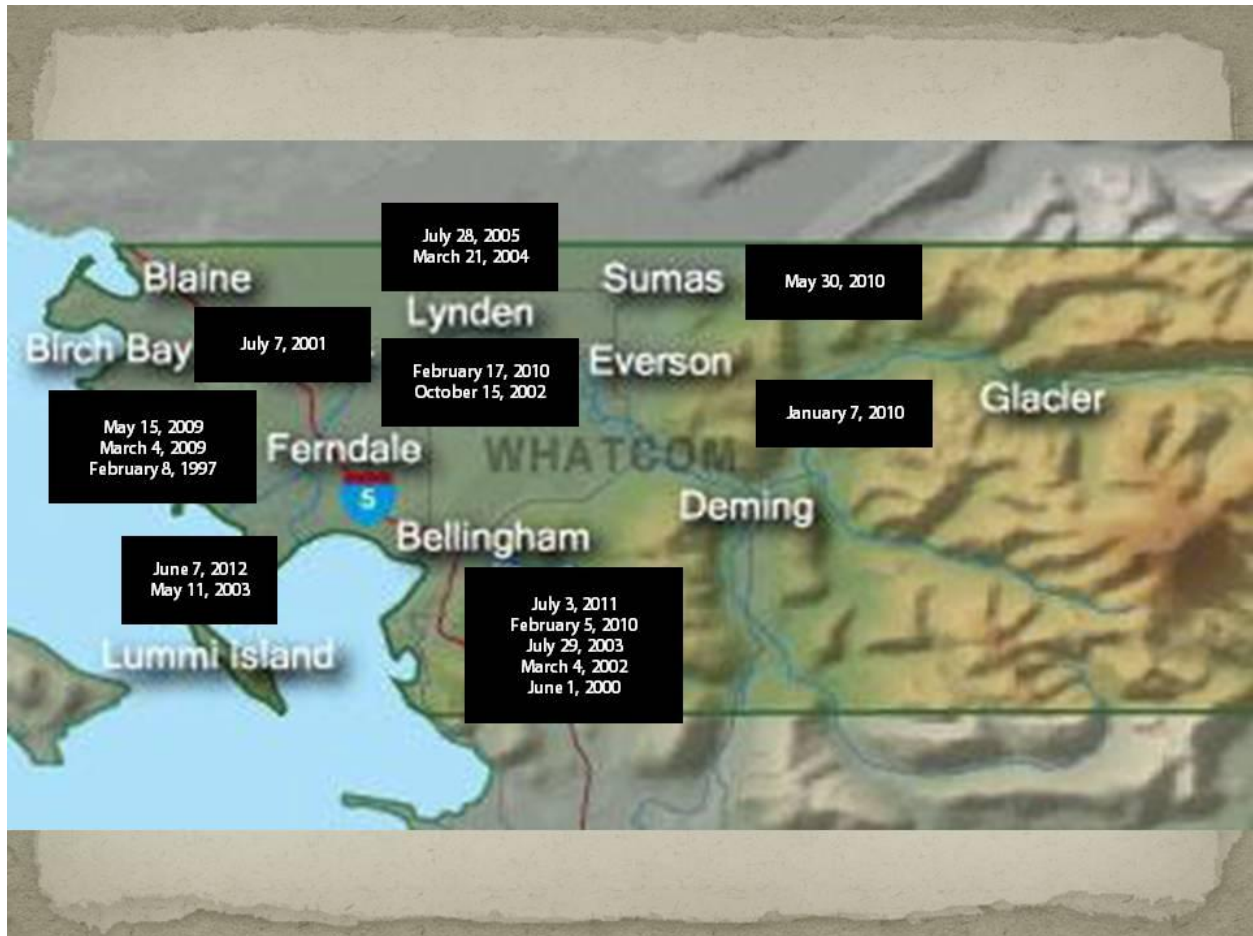 July 28, 2005
March 21, 2004
Blaine
Sumas
May 30, 2010
Lynden
July 7, 2001
Birch Bay
Everson
February 17, 2010
October 15, 2002
Glacier
January 7, 2010
May 15, 2009
March 4, 2009
February 8, 1997
Ferndale
WHATCOM
5
Deming
Bellingham
June 7, 2012
May 11, 2003
July 3, 2011
February 5, 2010
July 29, 2003
March 4, 2002
June 1, 2000
Lummi Island